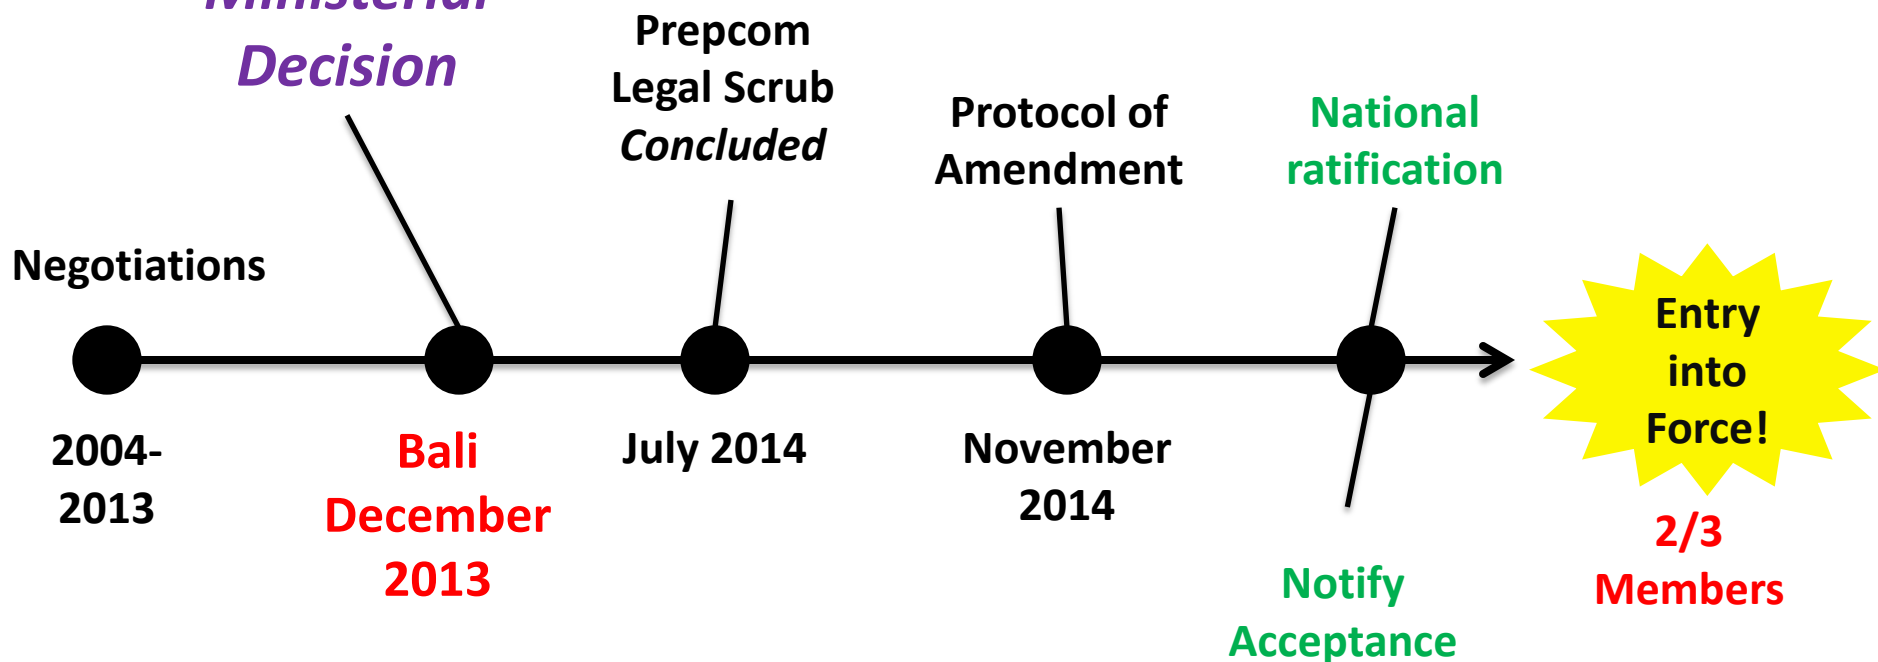 Ministerial
Decision
Prepcom
Legal Scrub
Concluded
Protocol of
Amendment
National
ratification
Negotiations
Entry
into
Force!
2004-
2013
Bali
December
2013
July 2014
November
2014
2/3
Members
Notify
Acceptance